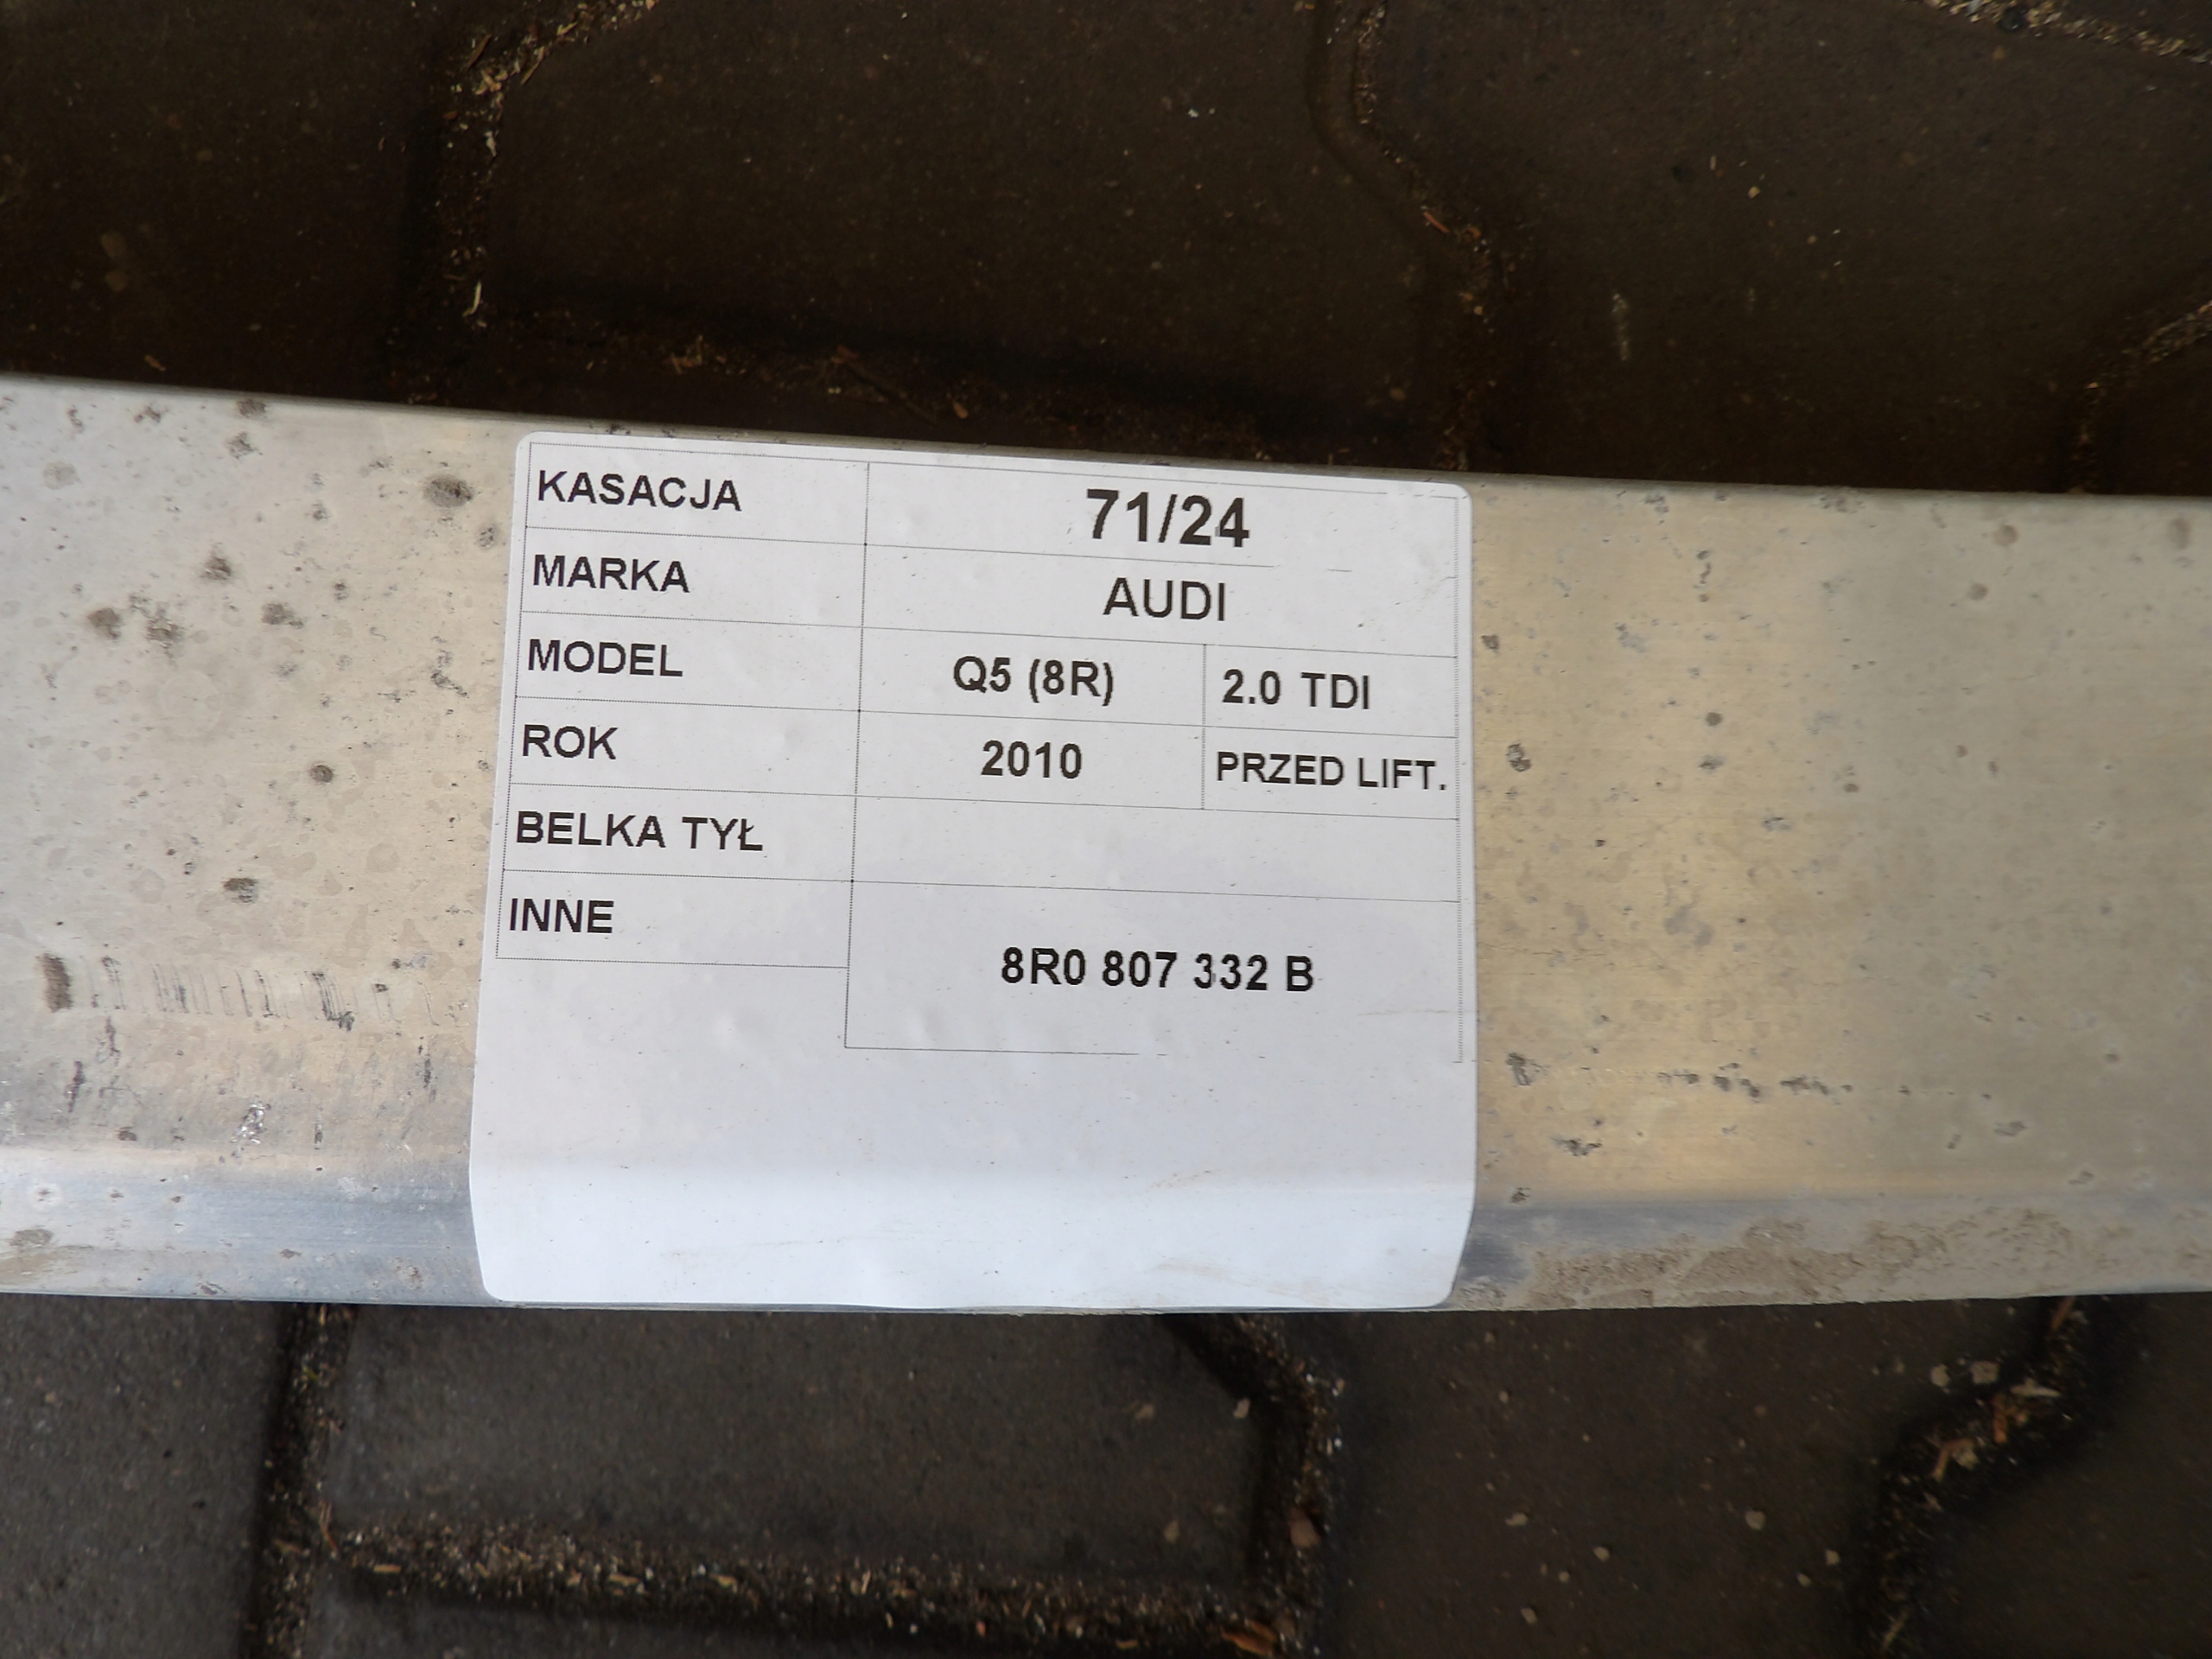 KASACJA 71/24
MARKA AUDI
MODEL Q5 (8R) 2.0 TDI
ROK 2010 PRZED LIFT.
BELKA TYŁ
INNE
8R0 807 332 B